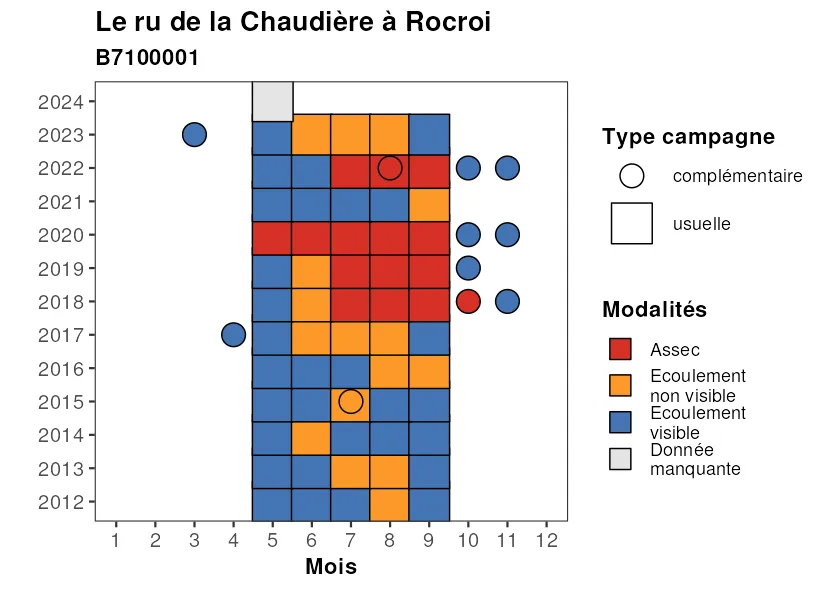 Le ru de la Chaudière à Rocroi
B7100001
2024
2023
2022
2021
2020
2019
2018
2017
2016
2015
2014
2013
2012
1 2 3 4 5 6 7 8 9 10 11 12
Mois
Type campagne
complémentaire
usuelle
Modalités
Assec
Ecoulement
non visible
Ecoulement
visible
Donnée
manquante